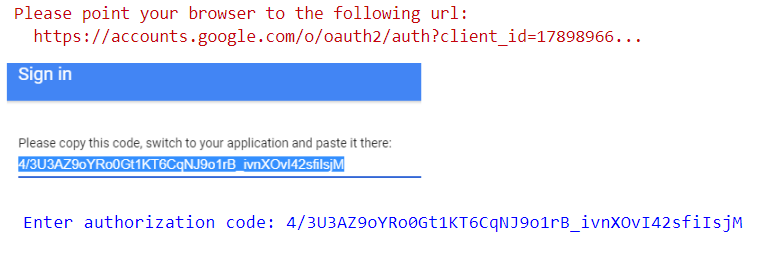 Please point your browser to the following url:
https://accounts.google.com/o/oauth2/auth?client_id=17898966...
Sign in
Please copy this code, switch to your application and paste it there:
4/3U3AZ9oYRo0Gt1KT6CqNJ9o1rB_ivnXOvI42sfiIsjM
Enter authorization code: 4/3U3AZ9oYRo0Gt1KT6CqNJ9o1rB_ivnXOvI42sfiIsjM